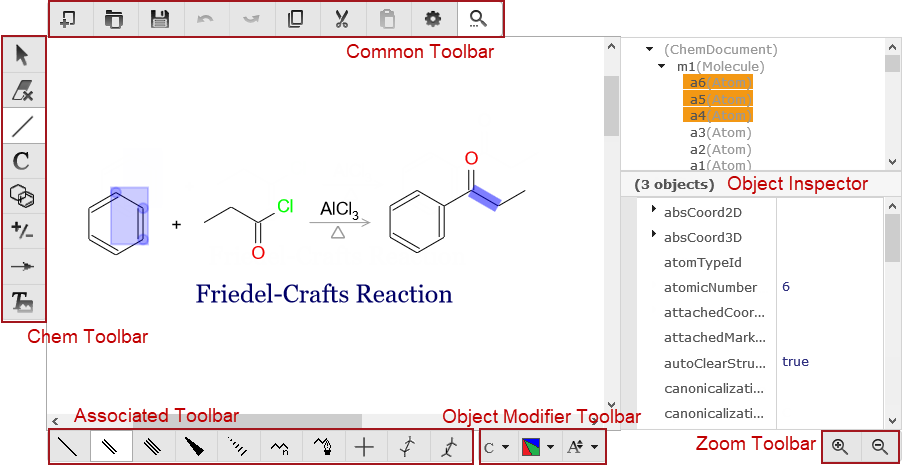 Common Toolbar
(ChemDocument)
m1(Molecule)
a6(Atom)
a5(Atom)
a4(Atom)
a3(Atom)
a2(Atom)
a1(Atom)
C
+/-
T
Chem Toolbar
O
Cl
+
AlCl3
O
Friedel-Crafts Reaction
(3 objects)
Object Inspector
absCoord2D
absCoord3D
atomTypeId
atomicNumber 6
attachedCoor...
attachedMark...
autoClearStru... true
canonicalizati...
canonicalizati...
Associated Toolbar
Object Modifier Toolbar
C
A
Zoom Toolbar